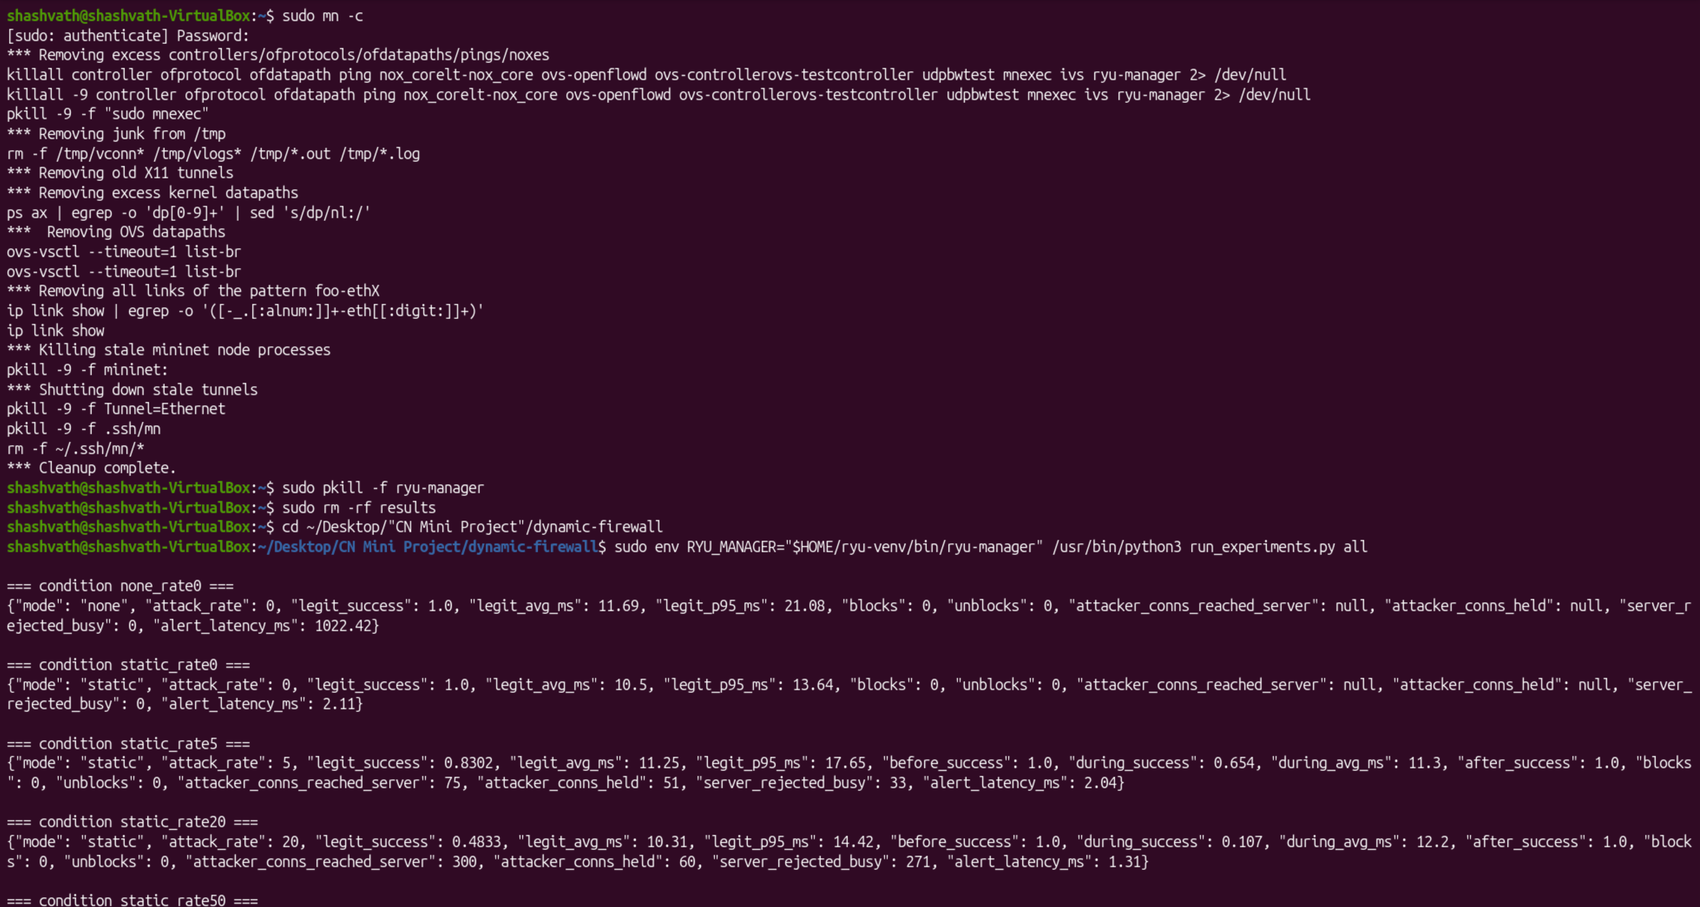 shashvath@shashvath-VirtualBox:~$ sudo mn -c
[sudo: authenticate] Password:
*** Removing excess controllers/ofprotocols/ofdatapaths/pings/noxes
killall controller ofprotocol ofdatapath ping nox_corelt-nox_core ovs-openflowd ovs-controllerovs-testcontroller udpbwtest mnexec ivs ryu-manager 2> /dev/null
killall -9 controller ofprotocol ofdatapath ping nox_corelt-nox_core ovs-openflowd ovs-controllerovs-testcontroller udpbwtest mnexec ivs ryu-manager 2> /dev/null
pkill -9 -f "sudo mnexec"
*** Removing junk from /tmp
rm -f /tmp/vconn* /tmp/vlogs* /tmp/*.out /tmp/*.log
*** Removing old X11 tunnels
*** Removing excess kernel datapaths
ps ax | egrep -o 'dp[0-9]+' | sed 's/dp/nl:/'
***  Removing OVS datapaths
ovs-vsctl --timeout=1 list-br
ovs-vsctl --timeout=1 list-br
*** Removing all links of the pattern foo-ethX
ip link show | egrep -o '([-_.[:alnum:]]+-eth[[:digit:]]+)'
ip link show
*** Killing stale mininet node processes
pkill -9 -f mininet:
*** Shutting down stale tunnels
pkill -9 -f Tunnel=Ethernet
pkill -9 -f .ssh/mn
rm -f ~/.ssh/mn/*
*** Cleanup complete.
shashvath@shashvath-VirtualBox:~$ sudo pkill -f ryu-manager
shashvath@shashvath-VirtualBox:~$ sudo rm -rf results
shashvath@shashvath-VirtualBox:~$ cd ~/Desktop/"CN Mini Project"/dynamic-firewall
shashvath@shashvath-VirtualBox:~/Desktop/CN Mini Project/dynamic-firewall$ sudo env RYU_MANAGER="$HOME/ryu-venv/bin/ryu-manager" /usr/bin/python3 run_experiments.py all
=== condition none_rate0 ===
{"mode": "none", "attack_rate": 0, "legit_success": 1.0, "legit_avg_ms": 11.69, "legit_p95_ms": 21.08, "blocks": 0, "unblocks": 0, "attacker_conns_reached_server": null, "attacker_conns_held": null, "server_r
ejected_busy": 0, "alert_latency_ms": 1022.42}
=== condition static_rate0 ===
{"mode": "static", "attack_rate": 0, "legit_success": 1.0, "legit_avg_ms": 10.5, "legit_p95_ms": 13.64, "blocks": 0, "unblocks": 0, "attacker_conns_reached_server": null, "attacker_conns_held": null, "server_
rejected_busy": 0, "alert_latency_ms": 2.11}
=== condition static_rate5 ===
{"mode": "static", "attack_rate": 5, "legit_success": 0.8302, "legit_avg_ms": 11.25, "legit_p95_ms": 17.65, "before_success": 1.0, "during_success": 0.654, "during_avg_ms": 11.3, "after_success": 1.0, "blocks
": 0, "unblocks": 0, "attacker_conns_reached_server": 75, "attacker_conns_held": 51, "server_rejected_busy": 33, "alert_latency_ms": 2.04}
=== condition static_rate20 ===
{"mode": "static", "attack_rate": 20, "legit_success": 0.4833, "legit_avg_ms": 10.31, "legit_p95_ms": 14.42, "before_success": 1.0, "during_success": 0.107, "during_avg_ms": 12.2, "after_success": 1.0, "block
s": 0, "unblocks": 0, "attacker_conns_reached_server": 300, "attacker_conns_held": 60, "server_rejected_busy": 271, "alert_latency_ms": 1.31}
=== condition static_rate50 ===